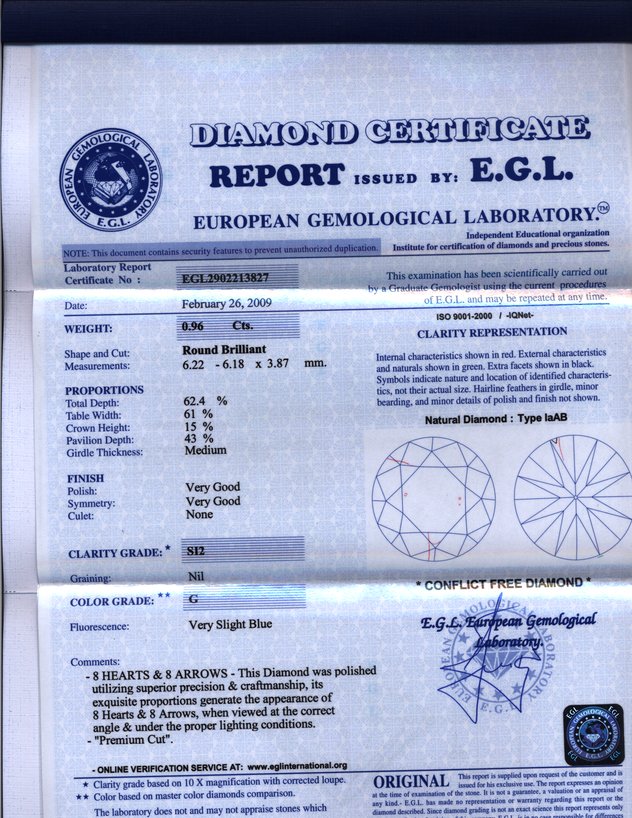 DIAMOND CERTIFICATE
REPORT ISSUED BY: E.G.L.
EUROPEAN GEMOLOGICAL LABORATORY.™
EUROPEAN GEMOLOGICAL LABORATORY
E.G.L.
Independent Educational organization
Institute for certification of diamonds and precious stones.
NOTE: This document contains security features to prevent unauthorized duplication.
Laboratory Report
Certificate No : EGL2902213827
Date: February 26, 2009
WEIGHT: 0.96 Cts.
Shape and Cut: Round Brilliant
Measurements: 6.22 - 6.18 x 3.87 mm.
PROPORTIONS
Total Depth: 62.4 %
Table Width: 61 %
Crown Height: 15 %
Pavilion Depth: 43 %
Girdle Thickness: Medium
FINISH
Polish: Very Good
Symmetry: Very Good
Culet: None
CLARITY GRADE: * SI2
Graining: Nil
COLOR GRADE: ** G
Fluorescence: Very Slight Blue
Comments:
- 8 HEARTS & 8 ARROWS - This Diamond was polished
utilizing superior precision & craftmanship, its
exquisite proportions generate the appearance of
8 Hearts & 8 Arrows, when viewed at the correct
angle & under the proper lighting conditions.
- "Premium Cut".
- ONLINE VERIFICATION SERVICE AT: www.eglinternational.org
★ Clarity grade based on 10 X magnification with corrected loupe.
★★ Color based on master color diamonds comparison.
The laboratory does not and may not appraise stones which
This examination has been scientifically carried out
by a Graduate Gemologist using the current procedures
of E.G.L. and may be repeated at any time.
ISO 9001-2000 / -IQNet-
CLARITY REPRESENTATION
Internal characteristics shown in red. External characteristics
and naturals shown in green. Extra facets shown in black.
Symbols indicate nature and location of identified characteris-
tics, not their actual size. Hairline feathers in girdle, minor
bearding, and minor details of polish and finish not shown.
Natural Diamond : Type IaAB
* CONFLICT FREE DIAMOND *
E.G.L. European Gemological
Laboratory.
EUROPEAN GEMOLOGICAL
E.G.L.
EGL
EGL
ORIGINAL
This report is supplied upon request of the customer and is
issued for his exclusive use. The report expresses an opinion
at the time of examination of the stone. It is not a guarantee, a valuation or an appraisal of
any kind.- E.G.L. has made no representation or warranty regarding this report or the
diamond described. Since diamond grading is not an exact science this report represents only